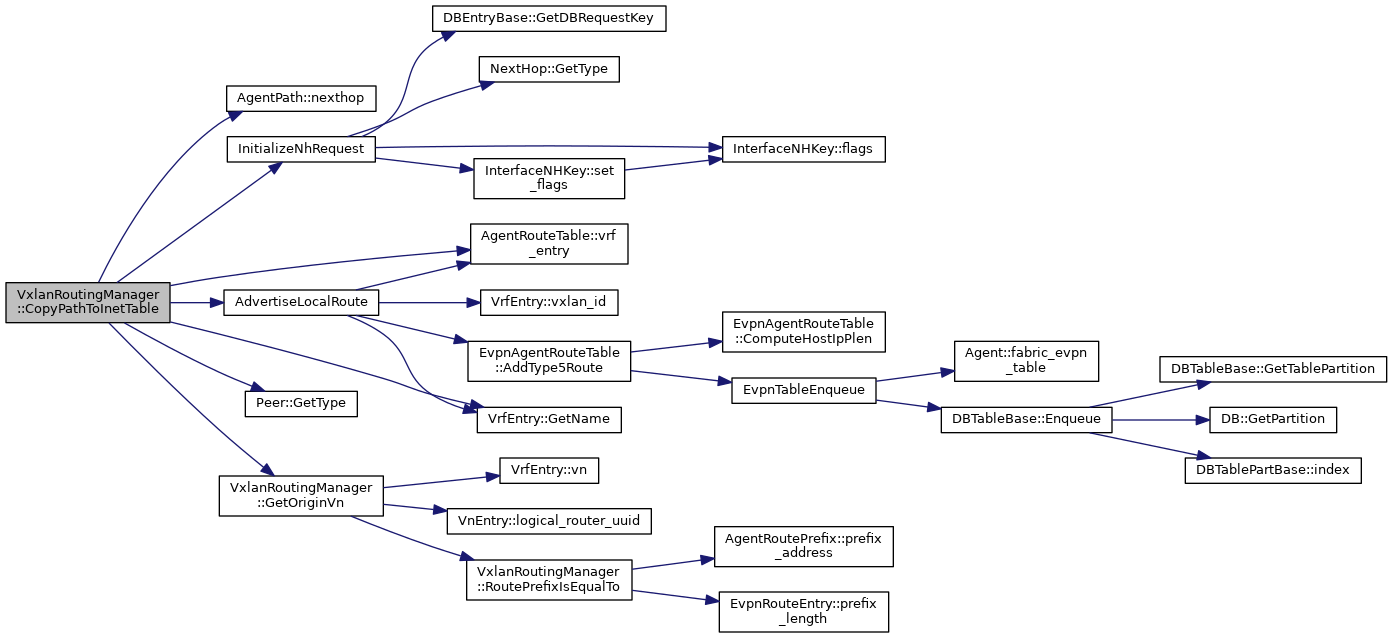 DBEntryBase::GetDBRequestKey
NextHop::GetType
AgentPath::nexthop
InitializeNhRequest
InterfaceNHKey::flags
InterfaceNHKey::set
_flags
AgentRouteTable::vrf
_entry
VxlanRoutingManager
::CopyPathToInetTable
AdvertiseLocalRoute
VrfEntry::vxlan_id
EvpnAgentRouteTable
::ComputeHostIpPlen
EvpnAgentRouteTable
::AddType5Route
Agent::fabric_evpn
_table
DBTableBase::GetTablePartition
EvpnTableEnqueue
Peer::GetType
VrfEntry::GetName
DBTableBase::Enqueue
DB::GetPartition
VrfEntry::vn
DBTablePartBase::index
VxlanRoutingManager
::GetOriginVn
VnEntry::logical_router_uuid
AgentRoutePrefix::prefix
_address
VxlanRoutingManager
::RoutePrefixIsEqualTo
EvpnRouteEntry::prefix
_length